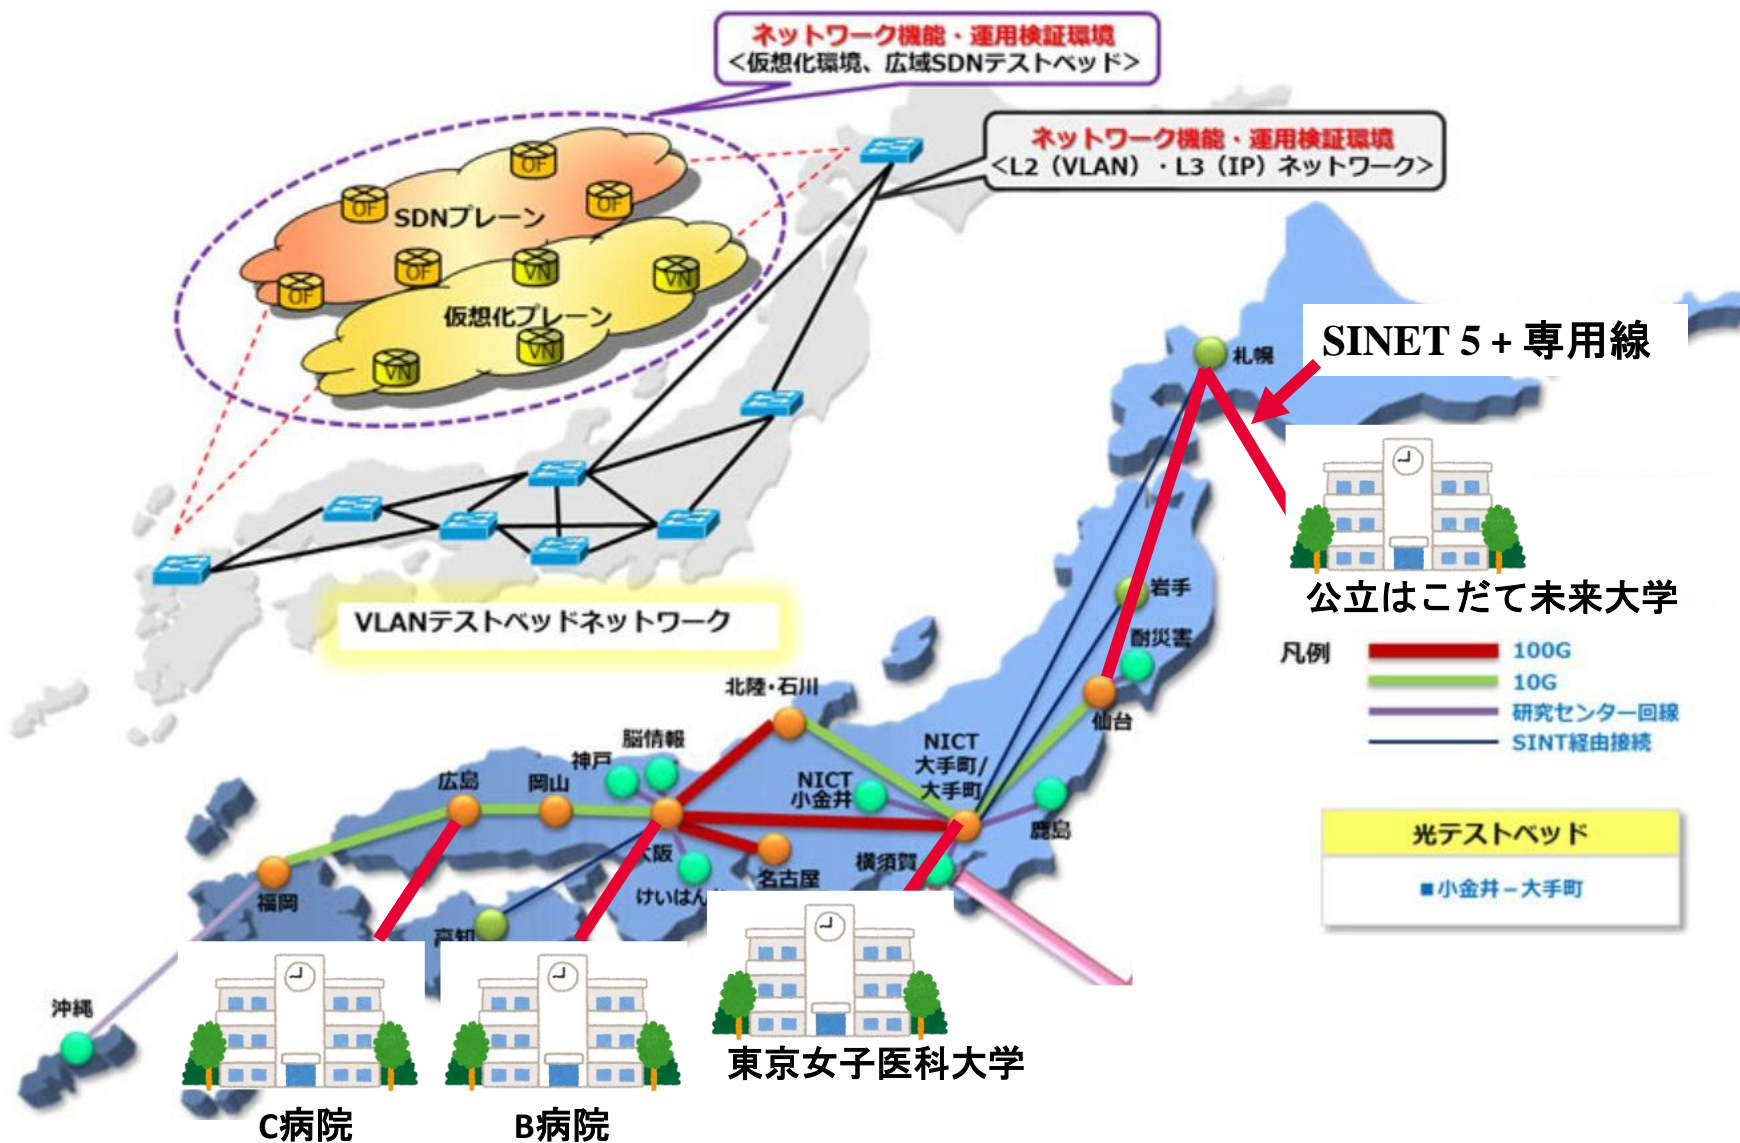 ネットワーク機能・運用検証環境
<仮想化環境、広域SDNテストベッド>
ネットワーク機能・運用検証環境
<L2（VLAN）・L3（IP）ネットワーク>
OF
OF
OF
SDNプレーン
OF
OF
VN
VN
仮想化プレーン
VN
VN
SINET 5 + 専用線
札幌
公立はこだて未来大学
VLANテストベッドネットワーク
岩手
耐災害
仙台
凡例
100G
10G
研究センター回線
SINT経由接続
北陸・石川
脳情報
神戸
広島
岡山
NICT
大手町/
大手町
NICT
小金井
鹿島
大阪
名古屋
横須賀
けいはん
福岡
高知
沖縄
光テストベッド
■小金井－大手町
東京女子医科大学
C病院
B病院